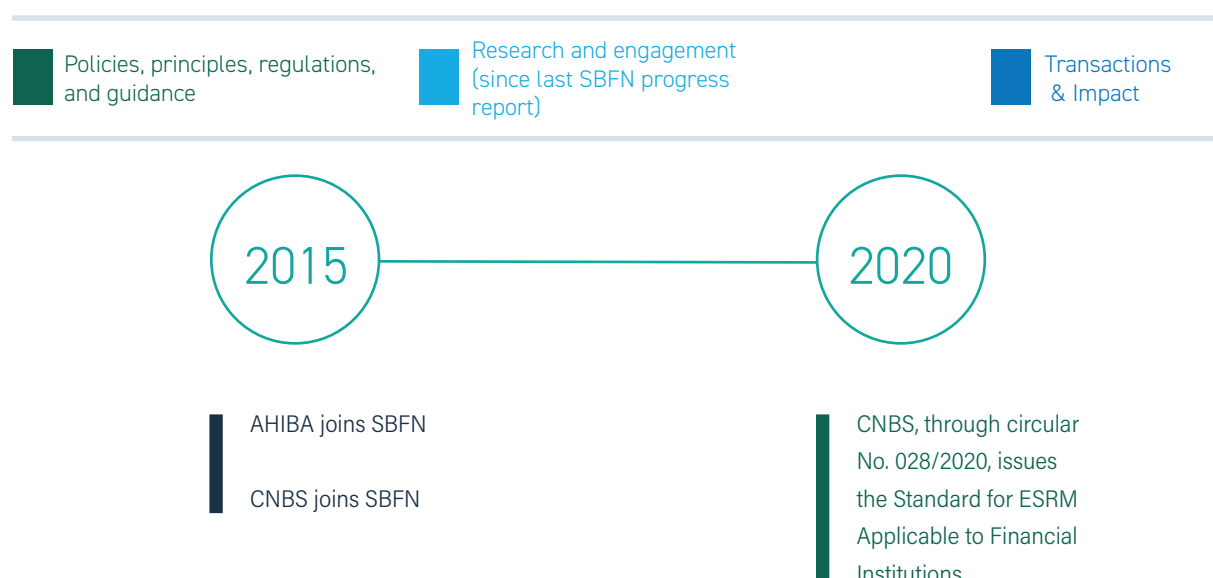 Policies, principles, regulations,
and guidance
Research and engagement
(since last SBFN progress
report)
Transactions
& Impact
2015
2020
AHIBA joins SBFN
CNBS joins SBFN
CNBS, through circular
No. 028/2020, issues
the Standard for ESRM
Applicable to Financial
Institutions